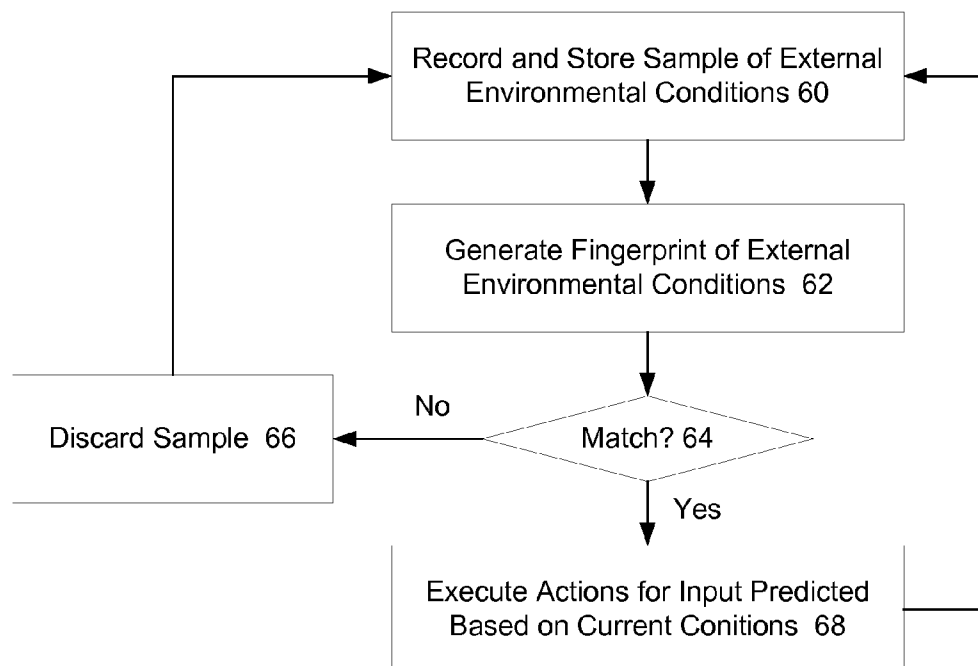 Record and Store Sample of External
Environmental Conditions 60
Generate Fingerprint of External
Environmental Conditions 62
No
Discard Sample 66
Match? 64
Yes
Execute Actions for Input Predicted
Based on Current Conitions 68